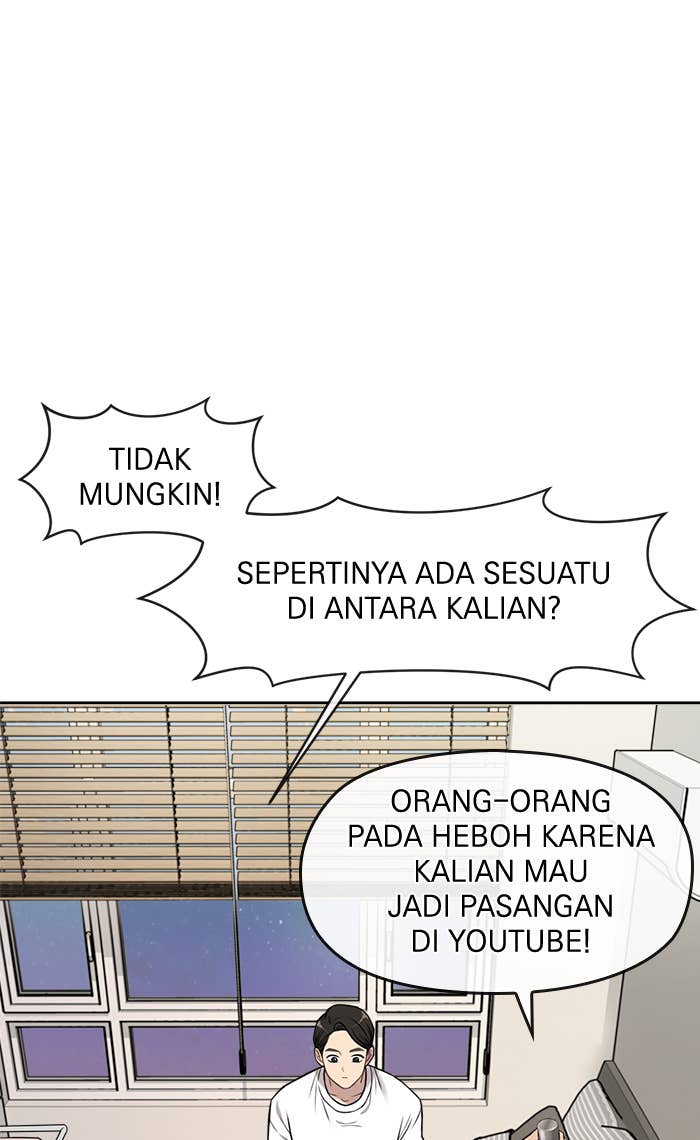 TIDAK
MUNGKIN!
SEPERTINYA ADA SESUATU
DI ANTARA KALIAN?
ORANG-ORANG
PADA HEBOH KARENA
KALIAN MAU
JADI PASANGAN
DI YOUTUBE!